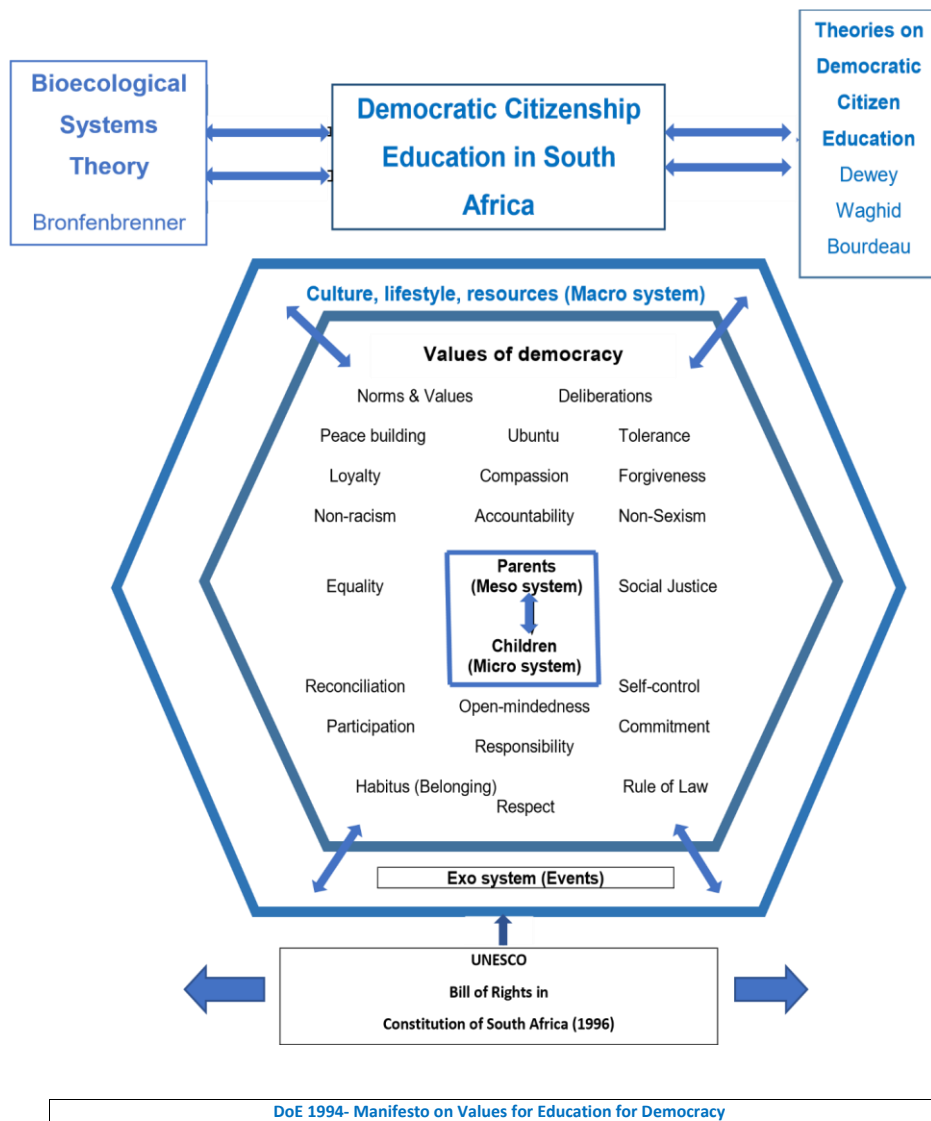 Bioecological
Systems
Theory
Bronfenbrenner
Democratic Citizenship
Education in South
Africa
Theories on
Democratic
Citizen
Education
Dewey
Waghid
Bourdeau
Culture, lifestyle, resources (Macro system)
Values of democracy
Norms & Values Deliberations
Peace building Ubuntu Tolerance
Loyalty Compassion Forgiveness
Non-racism Accountability Non-Sexism
Parents
(Meso system)
Equality Social Justice
Children
(Micro system)
Reconciliation Self-control
Open-mindedness
Participation Commitment
Responsibility
Habitus (Belonging) Rule of Law
Respect
Exo system (Events)
UNESCO
Bill of Rights in
Constitution of South Africa (1996)
DoE 1994- Manifesto on Values for Education for Democracy